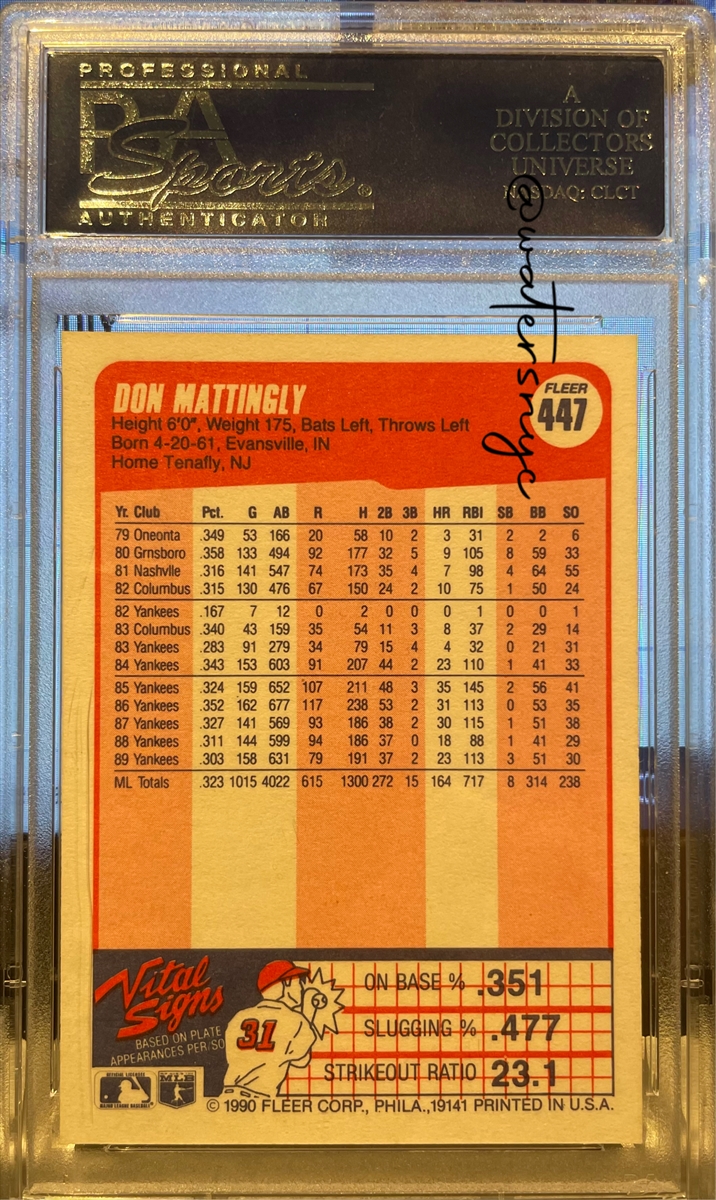 PROFESSIONAL
PSA
Sports®
AUTHENTICATOR
A
DIVISION OF
COLLECTORS
UNIVERSE
NASDAQ: CLCT
@watersnyc
DON MATTINGLY
Height 6'0", Weight 175, Bats Left, Throws Left
Born 4-20-61, Evansville, IN
Home Tenafly, NJ
FLEER
447
Yr. Club Pct. G AB R H 2B 3B HR RBI SB BB SO
79 Oneonta .349 53 166 20 58 10 2 3 31 2 2 6
80 Grnsboro .358 133 494 92 177 32 5 9 105 8 59 33
81 Nashvlle .316 141 547 74 173 35 4 7 98 4 64 55
82 Columbus .315 130 476 67 150 24 2 10 75 1 50 24
82 Yankees .167 7 12 0 2 0 0 0 1 0 0 1
83 Columbus .340 43 159 35 54 11 3 8 37 2 29 14
83 Yankees .283 91 279 34 79 15 4 4 32 0 21 31
84 Yankees .343 153 603 91 207 44 2 23 110 1 41 33
85 Yankees .324 159 652 107 211 48 3 35 145 2 56 41
86 Yankees .352 162 677 117 238 53 2 31 113 0 53 35
87 Yankees .327 141 569 93 186 38 2 30 115 1 51 38
88 Yankees .311 144 599 94 186 37 0 18 88 1 41 29
89 Yankees .303 158 631 79 191 37 2 23 113 3 51 30
ML Totals .323 1015 4022 615 1300 272 15 164 717 8 314 238
Vital
Signs
BASED ON PLATE
APPEARANCES PER/SO
31
ON BASE % .351
SLUGGING % .477
STRIKEOUT RATIO 23.1
OFFICIAL LICENSEE
MAJOR LEAGUE BASEBALL
MLB
© 1990 FLEER CORP., PHILA.,19141 PRINTED IN U.S.A.